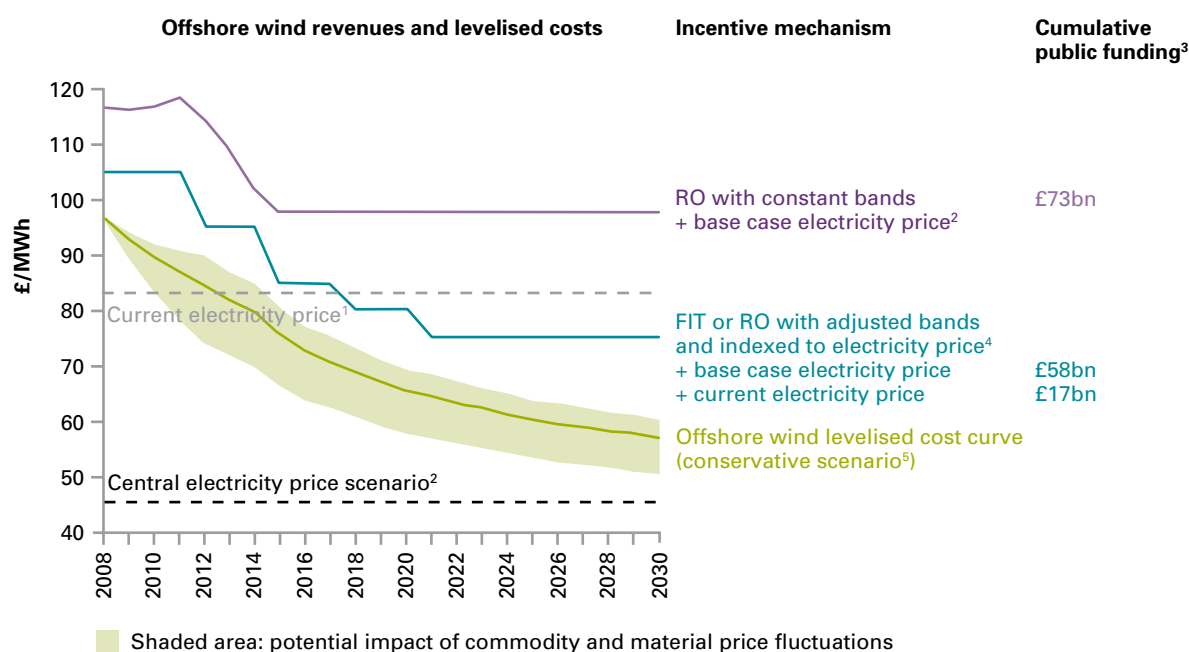 Offshore wind revenues and levelised costs
Incentive mechanism
Cumulative
public funding³
£/MWh
120
110
100
90
80
70
60
50
40
Current electricity price¹
Central electricity price scenario²
RO with constant bands
+ base case electricity price²
£73bn
FIT or RO with adjusted bands
and indexed to electricity price⁴
+ base case electricity price
£58bn
+ current electricity price
£17bn
Offshore wind levelised cost curve
(conservative scenario⁵)
2008
2010
2012
2014
2016
2018
2020
2022
2024
2026
2028
2030
Shaded area: potential impact of commodity and material price fluctuations